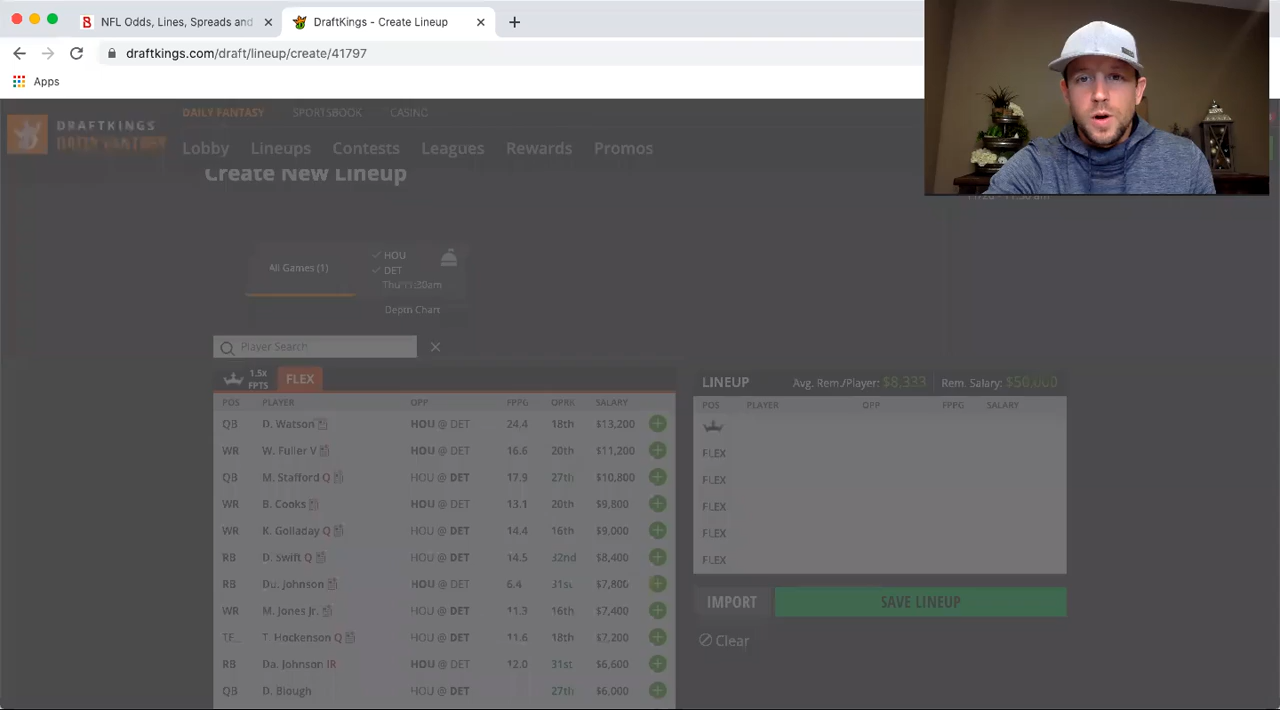 NFL Odds, Lines, Spreads and
DraftKings - Create Lineup
draftkings.com/draft/lineup/create/41797
Apps
DRAFTKINGS
DAILY FANTASY
DAILY FANTASY SPORTSBOOK CASINO
Lobby Lineups Contests Leagues Rewards Promos
Create New Lineup
All Games (1)
HOU
DET
Thu 11:30am
Depth Chart
Player Search
1.5x FPTS FLEX
POS PLAYER OPP FPPG OPRK SALARY
QB D. Watson HOU @ DET 24.4 18th $13,200
WR W. Fuller V HOU @ DET 16.6 20th $11,200
QB M. Stafford Q HOU @ DET 17.9 27th $10,800
WR B. Cooks HOU @ DET 13.1 20th $9,800
WR K. Golladay Q HOU @ DET 14.4 16th $9,000
RB D. Swift Q HOU @ DET 14.5 32nd $8,400
RB Du. Johnson HOU @ DET 6.4 31st $7,800
WR M. Jones Jr. HOU @ DET 11.3 16th $7,400
TE T. Hockenson Q HOU @ DET 11.6 18th $7,200
RB Da. Johnson IR HOU @ DET 12.0 31st $6,600
QB D. Blough HOU @ DET 27th $6,000
LINEUP Avg. Rem./Player: $8,333 Rem. Salary: $50,000
POS PLAYER OPP FPPG SALARY
FLEX
FLEX
FLEX
FLEX
FLEX
IMPORT SAVE LINEUP
Clear